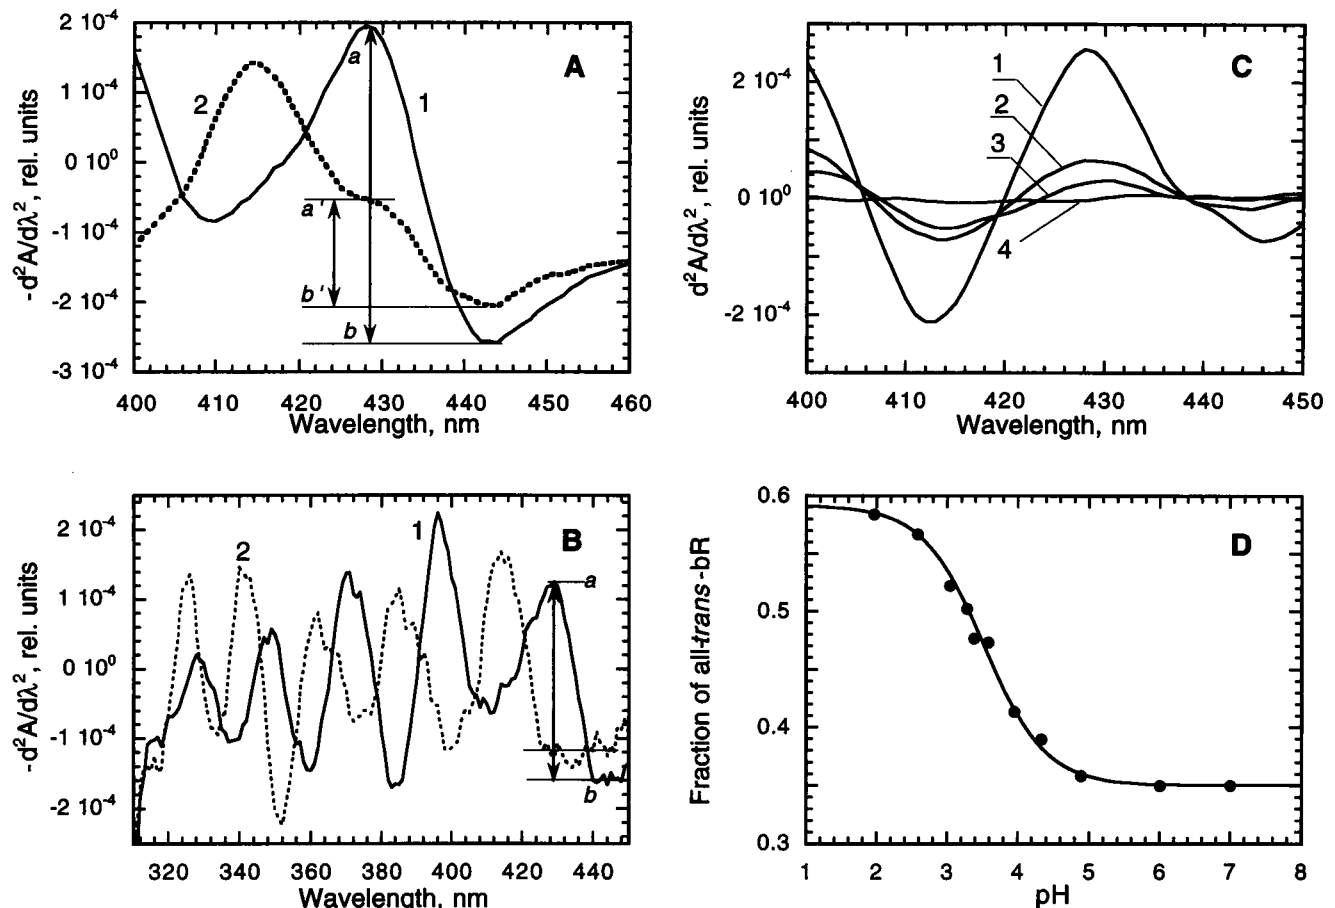 2 10⁻⁴
1 10⁻⁴
0 10⁰
-1 10⁻⁴
-2 10⁻⁴
-3 10⁻⁴
-d²A/dλ², rel. units
A
1
2
a
a'
b'
b
400 410 420 430 440 450 460
Wavelength, nm
2 10⁻⁴
0 10⁰
-2 10⁻⁴
d²A/dλ², rel. units
C
1
2
3
4
400 410 420 430 440 450
Wavelength, nm
2 10⁻⁴
1 10⁻⁴
0 10⁰
-1 10⁻⁴
-2 10⁻⁴
-d²A/dλ², rel. units
B
1
2
a
b
320 340 360 380 400 420 440
Wavelength, nm
0.6
0.5
0.4
0.3
Fraction of all-trans-bR
D
1 2 3 4 5 6 7 8
pH